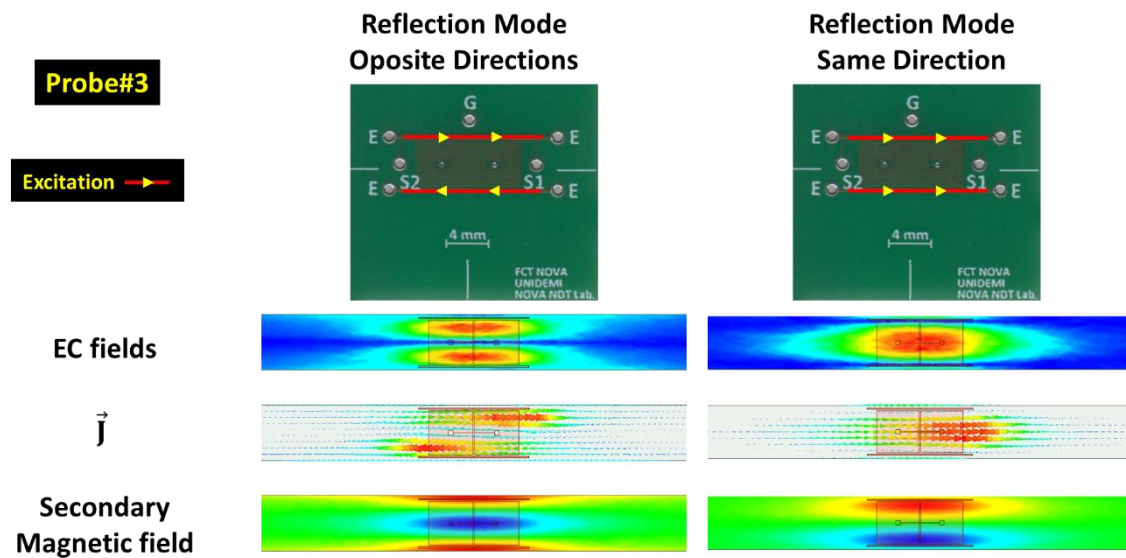 Reflection Mode
Opposite Directions
Reflection Mode
Same Direction
Probe#3
Excitation
G
E
E
S2
S1
E
E
4 mm
FCT NOVA
UNIDEMI
NOVA NDT Lab.
G
E
E
S2
S1
E
E
4 mm
FCT NOVA
UNIDEMI
NOVA NDT Lab.
EC fields
J⃗
Secondary
Magnetic field